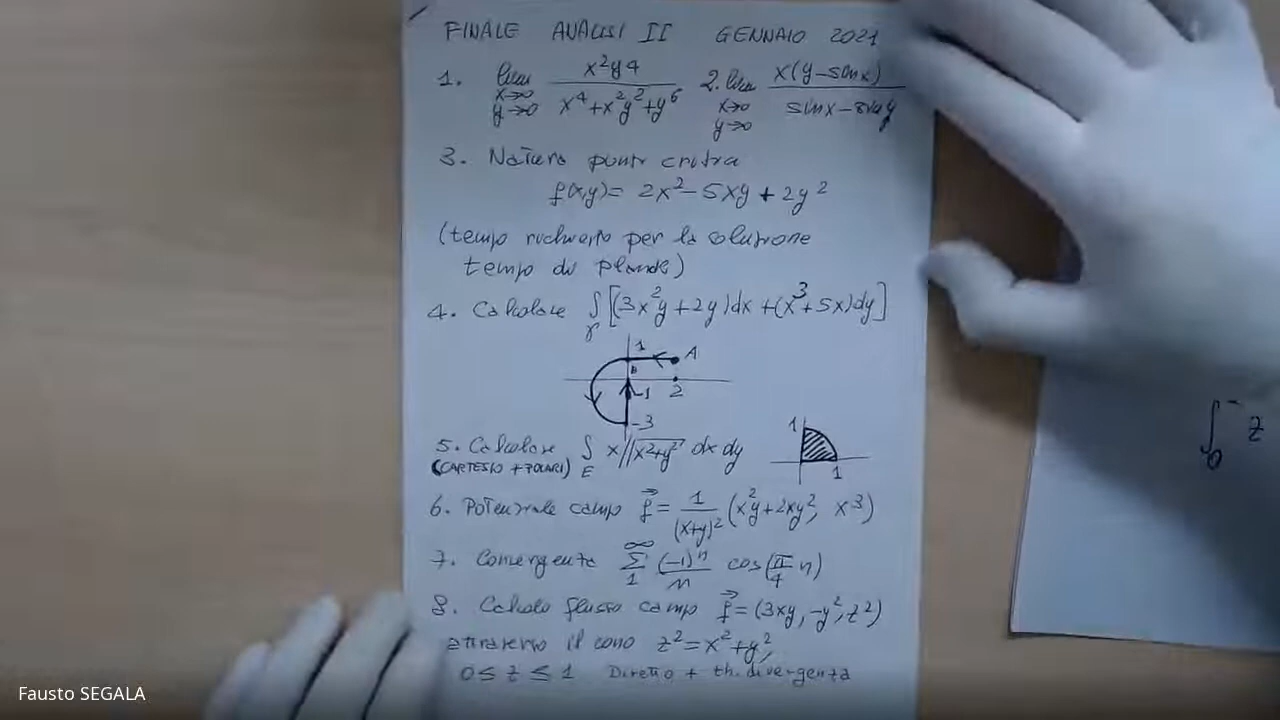 FINALE ANALISI II GENNAIO 2021
1. lim x→0 y→0 x²y4 / x⁴+x²y²+y⁶ 2. lim x→0 y→0 x(y-sinx) / sinx-siny
3. Natura punti critici
f(x,y)= 2x²-5xy+2y²
(tempo richiesto per la soluzione
tempo di plank)
4. Calcolare ∫γ [(3x²y+2y)dx+(x³+5x)dy]
1 A
B
-1 2
-3
5. Calcolare ∫E x√x²+y² dxdy 1
(CARTESIO + POLARI) 1
6. Potenziale campo f⃗= 1/(x+y)² (x²y+2xy², x³)
7. Convergenza ∞Σ1 (-1)ⁿ/n cos(π/4 n)
8. Calcolo flusso campo f⃗=(3xy, -y², z²)
attraverso il cono z²=x²+y²,
0≤z≤1 Diretto + th. divergenza
∫0 z
Fausto SEGALA